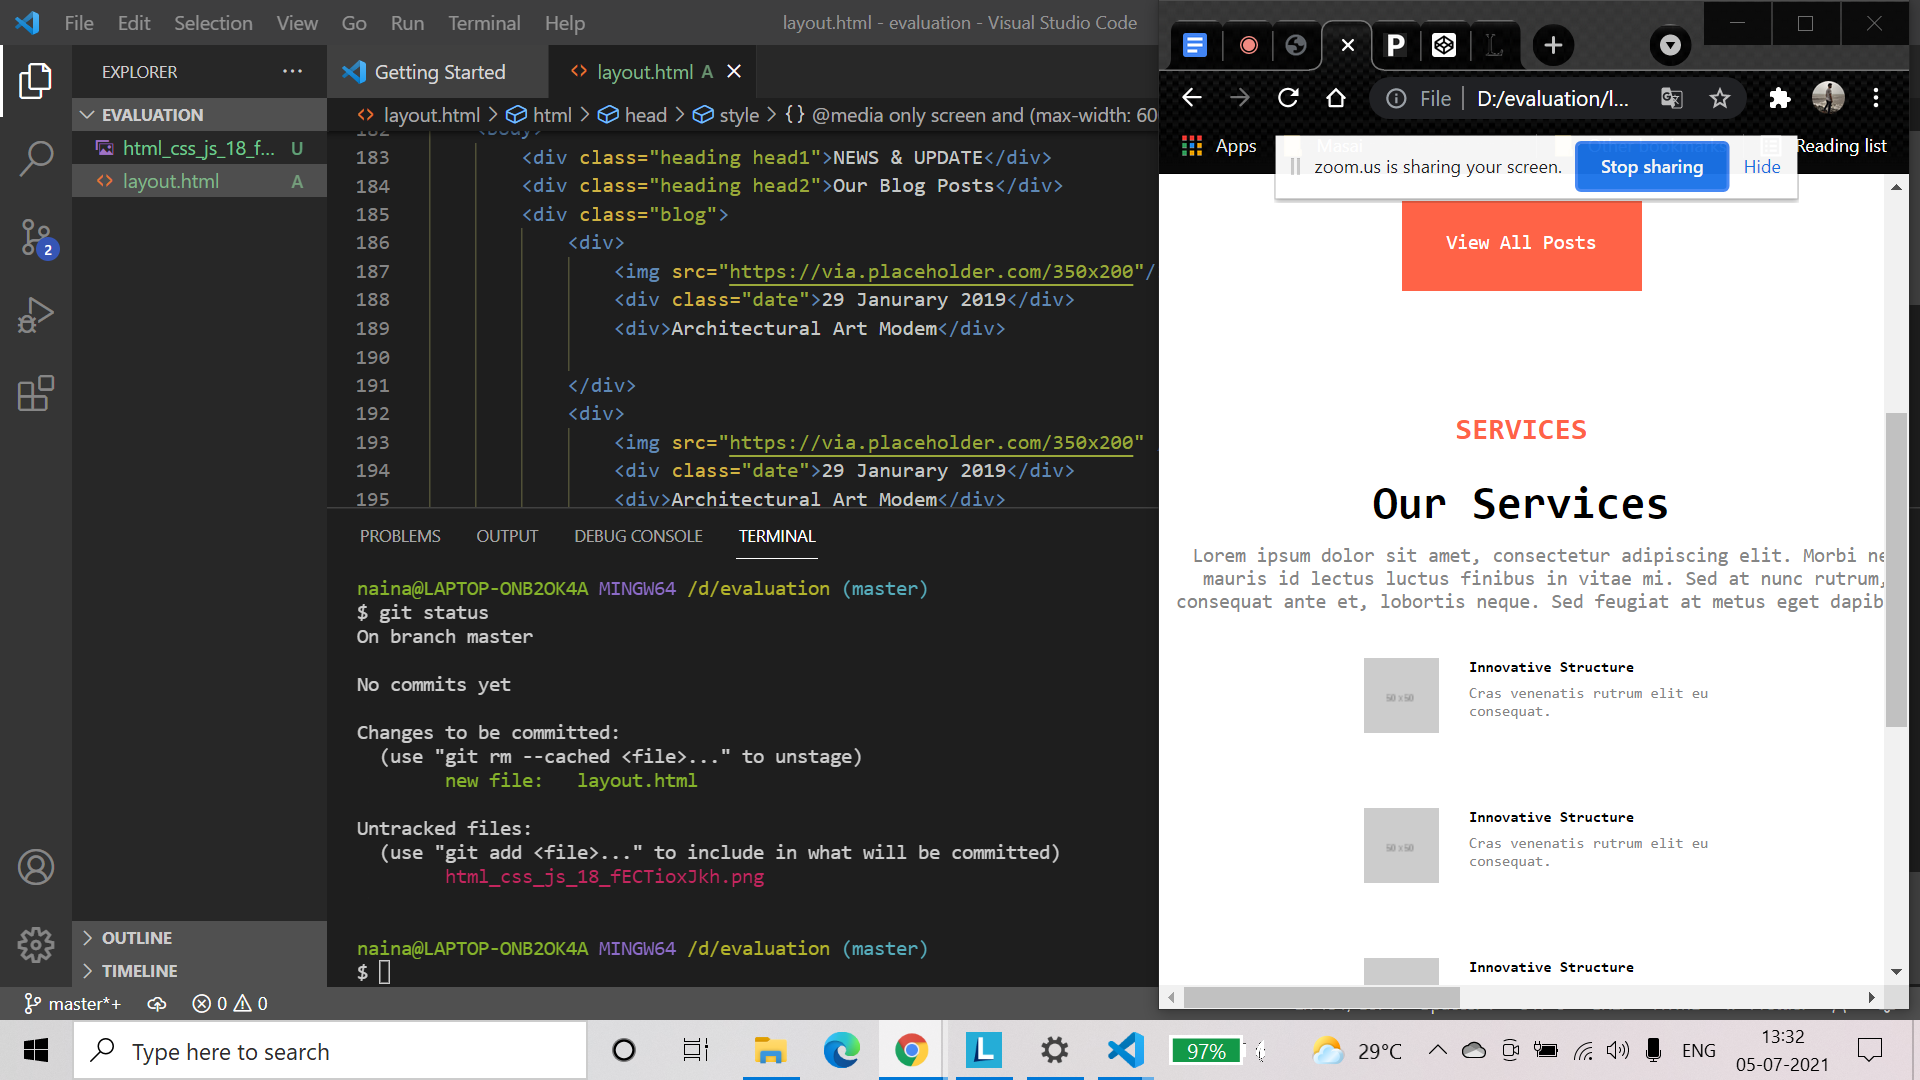 File Edit Selection View Go Run Terminal Help
layout.html - evaluation - Visual Studio Code
EXPLORER
EVALUATION
html_css_js_18_f... U
layout.html A
OUTLINE
TIMELINE
Getting Started
layout.html A
layout.html > html > head > style > {} @media only screen and (max-width: 60
182 <body>
183 <div class="heading head1">NEWS & UPDATE</div>
184 <div class="heading head2">Our Blog Posts</div>
185 <div class="blog">
186 <div>
187 <img src="https://via.placeholder.com/350x200"/
188 <div class="date">29 Janurary 2019</div>
189 <div>Architectural Art Modem</div>
190
191 </div>
192 <div>
193 <img src="https://via.placeholder.com/350x200"
194 <div class="date">29 Janurary 2019</div>
195 <div>Architectural Art Modem</div>
PROBLEMS OUTPUT DEBUG CONSOLE TERMINAL
naina@LAPTOP-ONB2OK4A MINGW64 /d/evaluation (master)
$ git status
On branch master
No commits yet
Changes to be committed:
(use "git rm --cached <file>..." to unstage)
new file: layout.html
Untracked files:
(use "git add <file>..." to include in what will be committed)
html_css_js_18_fECTioxJkh.png
naina@LAPTOP-ONB2OK4A MINGW64 /d/evaluation (master)
$
2
master*+ 0 0
File D:/evaluation/l...
Apps Masai Other bookmarks Reading list
zoom.us is sharing your screen. Stop sharing Hide
View All Posts
SERVICES
Our Services
Lorem ipsum dolor sit amet, consectetur adipiscing elit. Morbi ne
mauris id lectus luctus finibus in vitae mi. Sed at nunc rutrum,
consequat ante et, lobortis neque. Sed feugiat at metus eget dapib
50 x 50
Innovative Structure
Cras venenatis rutrum elit eu
consequat.
50 x 50
Innovative Structure
Cras venenatis rutrum elit eu
consequat.
Innovative Structure
Type here to search
97%
29°C
ENG
13:32
05-07-2021